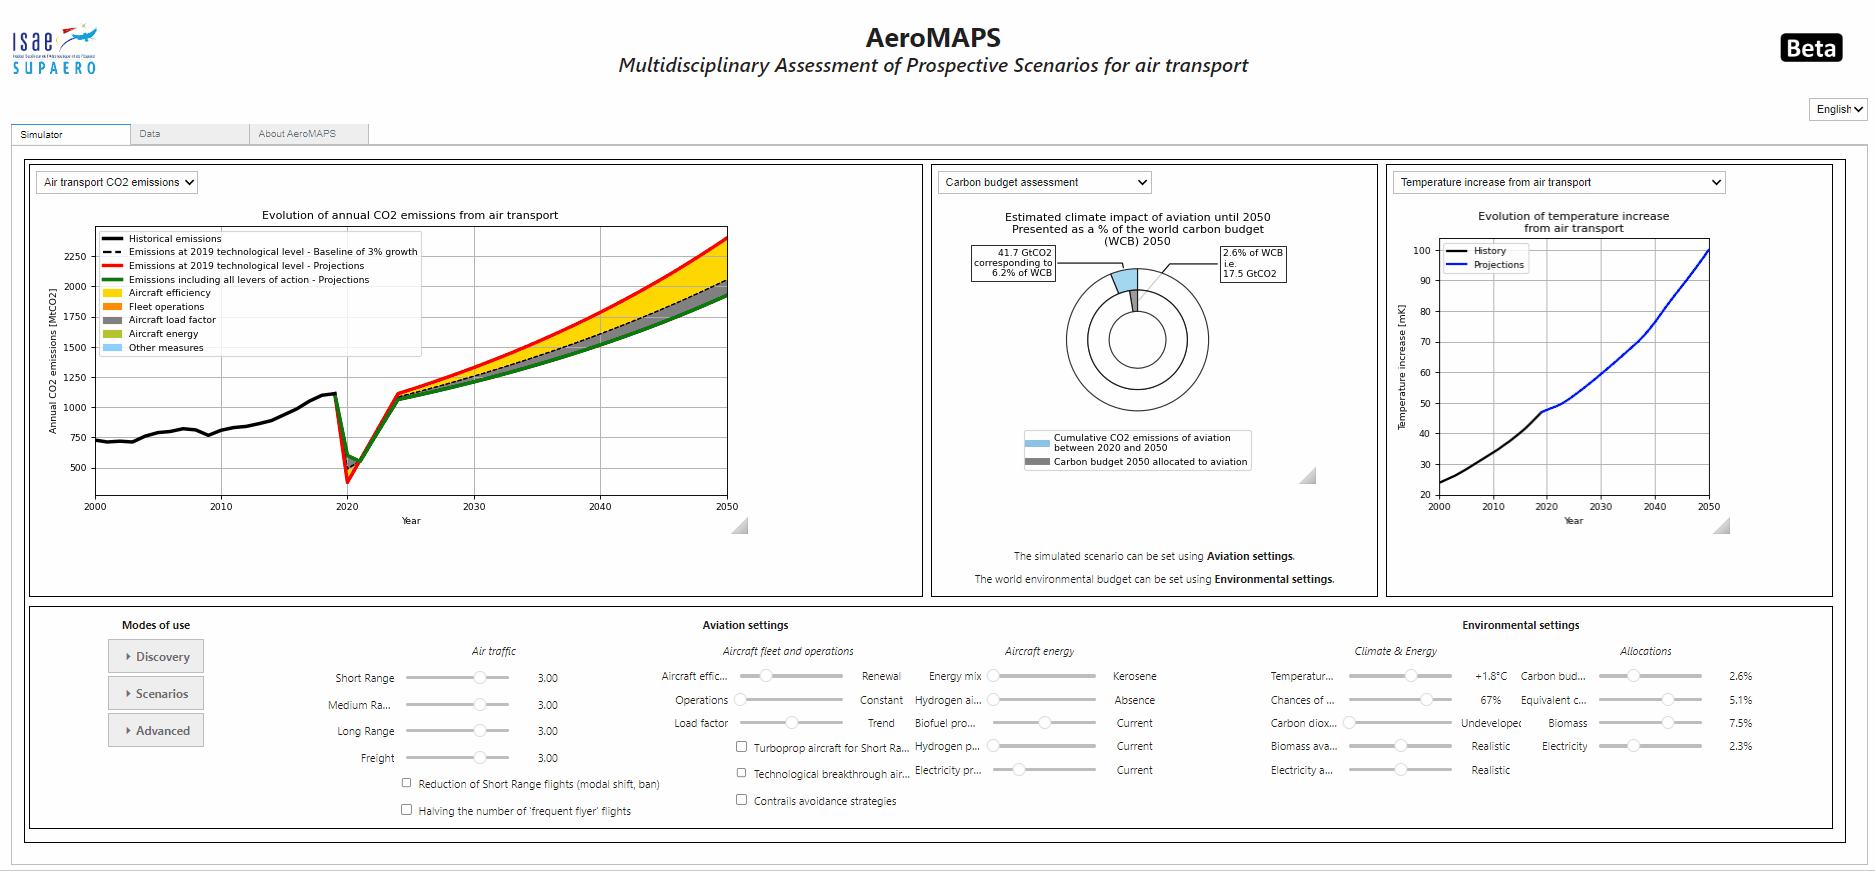 isae
SUPAERO
AeroMAPS
Multidisciplinary Assessment of Prospective Scenarios for air transport
Beta
English
Simulator
Data
About AeroMAPS
Air transport CO2 emissions
Evolution of annual CO2 emissions from air transport
Historical emissions
Emissions at 2019 technological level - Baseline of 3% growth
Emissions at 2019 technological level - Projections
Emissions including all levers of action - Projections
Aircraft efficiency
Fleet operations
Aircraft load factor
Aircraft energy
Other measures
Annual CO2 emissions [MtCO2]
2250
2000
1750
1500
1250
1000
750
500
2000 2010 2020 2030 2040 2050
Year
Carbon budget assessment
Estimated climate impact of aviation until 2050
Presented as a % of the world carbon budget
(WCB) 2050
41.7 GtCO2
corresponding to
6.2% of WCB
2.6% of WCB
i.e.
17.5 GtCO2
Cumulative CO2 emissions of aviation
between 2020 and 2050
Carbon budget 2050 allocated to aviation
The simulated scenario can be set using Aviation settings.
The world environmental budget can be set using Environmental settings.
Temperature increase from air transport
Evolution of temperature increase
from air transport
History
Projections
Temperature increase [mK]
100
90
80
70
60
50
40
30
20
2000 2010 2020 2030 2040 2050
Year
Modes of use
Discovery
Scenarios
Advanced
Aviation settings
Air traffic
Short Range 3.00
Medium Ra... 3.00
Long Range 3.00
Freight 3.00
Reduction of Short Range flights (modal shift, ban)
Halving the number of 'frequent flyer' flights
Aircraft fleet and operations
Aircraft effic... Renewal
Operations Constant
Load factor Trend
Turboprop aircraft for Short Ra...
Technological breakthrough air...
Contrails avoidance strategies
Aircraft energy
Energy mix Kerosene
Hydrogen ai... Absence
Biofuel pro... Current
Hydrogen p... Current
Electricity pr... Current
Environmental settings
Climate & Energy
Temperatur... +1.8°C
Chances of ... 67%
Carbon diox... Undeveloped
Biomass ava... Realistic
Electricity a... Realistic
Allocations
Carbon bud... 2.6%
Equivalent c... 5.1%
Biomass 7.5%
Electricity 2.3%